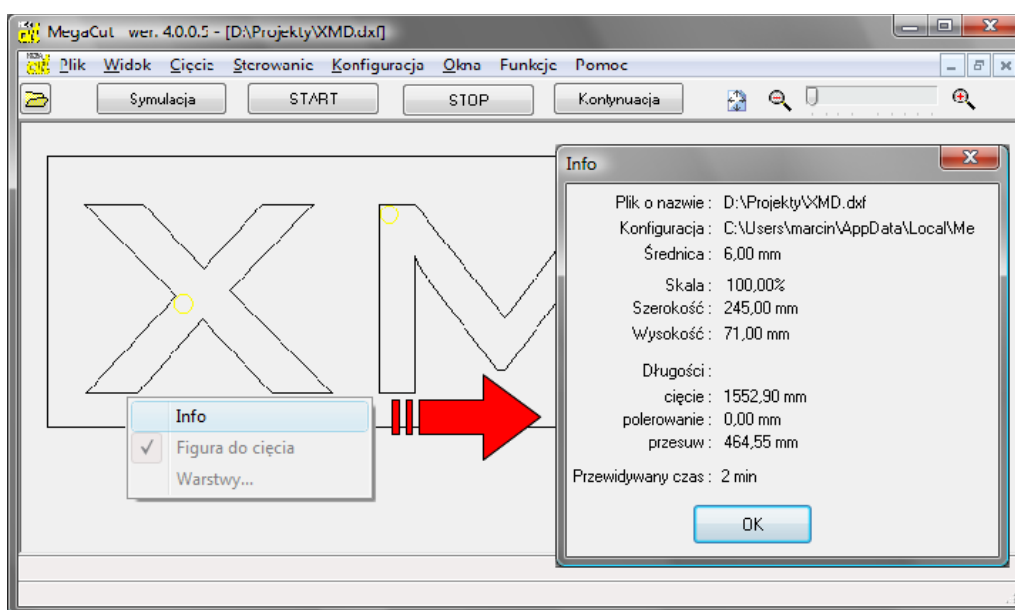 MegaCut wer. 4.0.0.5 - [D:\Projekty\XMD.dxf]
Plik Widok Cięcie Sterowanie Konfiguracja Okna Funkcje Pomoc
Symulacja START STOP Kontynuacja
Info
Plik o nazwie : D:\Projekty\XMD.dxf
Konfiguracja : C:\Users\marcin\AppData\Local\Me
Średnica : 6,00 mm
Skala : 100,00%
Szerokość : 245,00 mm
Wysokość : 71,00 mm
Długości :
cięcie : 1552,90 mm
polerowanie : 0,00 mm
przesuw : 464,55 mm
Przewidywany czas : 2 min
OK
XM
Info
Figura do cięcia
Warstwy...